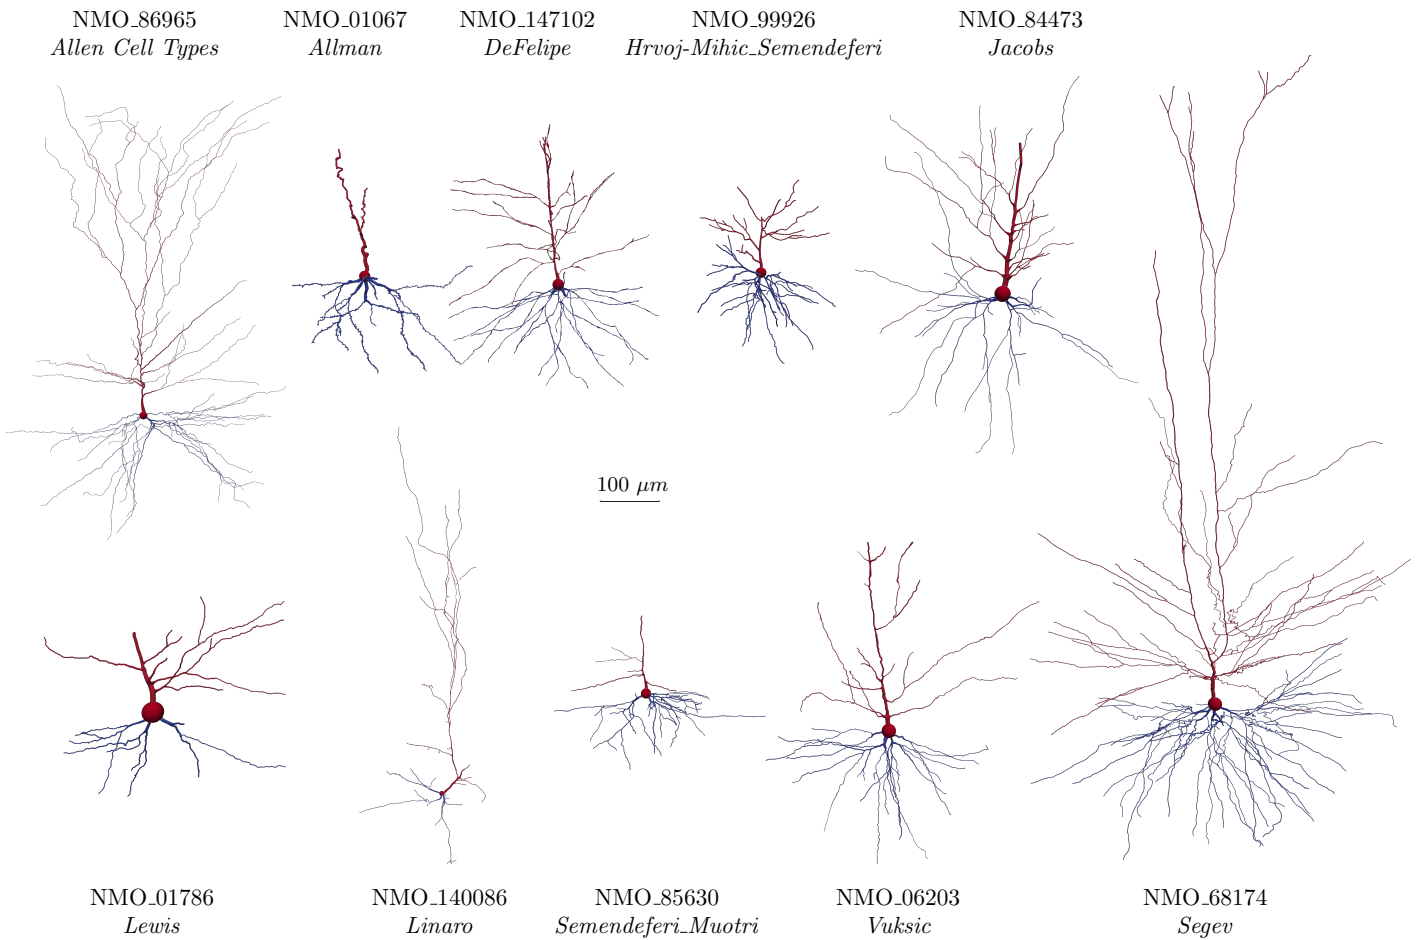 NMO_86965
Allen Cell Types
NMO_01067
Allman
NMO_147102
DeFelipe
NMO_99926
Hrvoj-Mihic_Semendeferi
NMO_84473
Jacobs
100 μm
NMO_01786
Lewis
NMO_140086
Linaro
NMO_85630
Semendeferi_Muotri
NMO_06203
Vuksic
NMO_68174
Segev